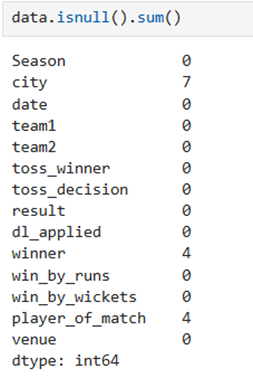 data.isnull().sum()
Season 0
city 7
date 0
team1 0
team2 0
toss_winner 0
toss_decision 0
result 0
dl_applied 0
winner 4
win_by_runs 0
win_by_wickets 0
player_of_match 4
venue 0
dtype: int64